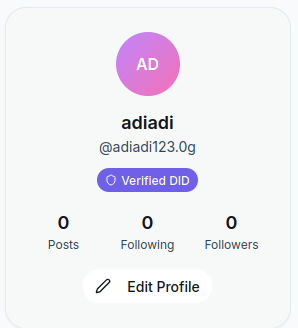 AD
adiadi
@adiadi123.0g
Verified DID
0 0 0
Posts Following Followers
Edit Profile